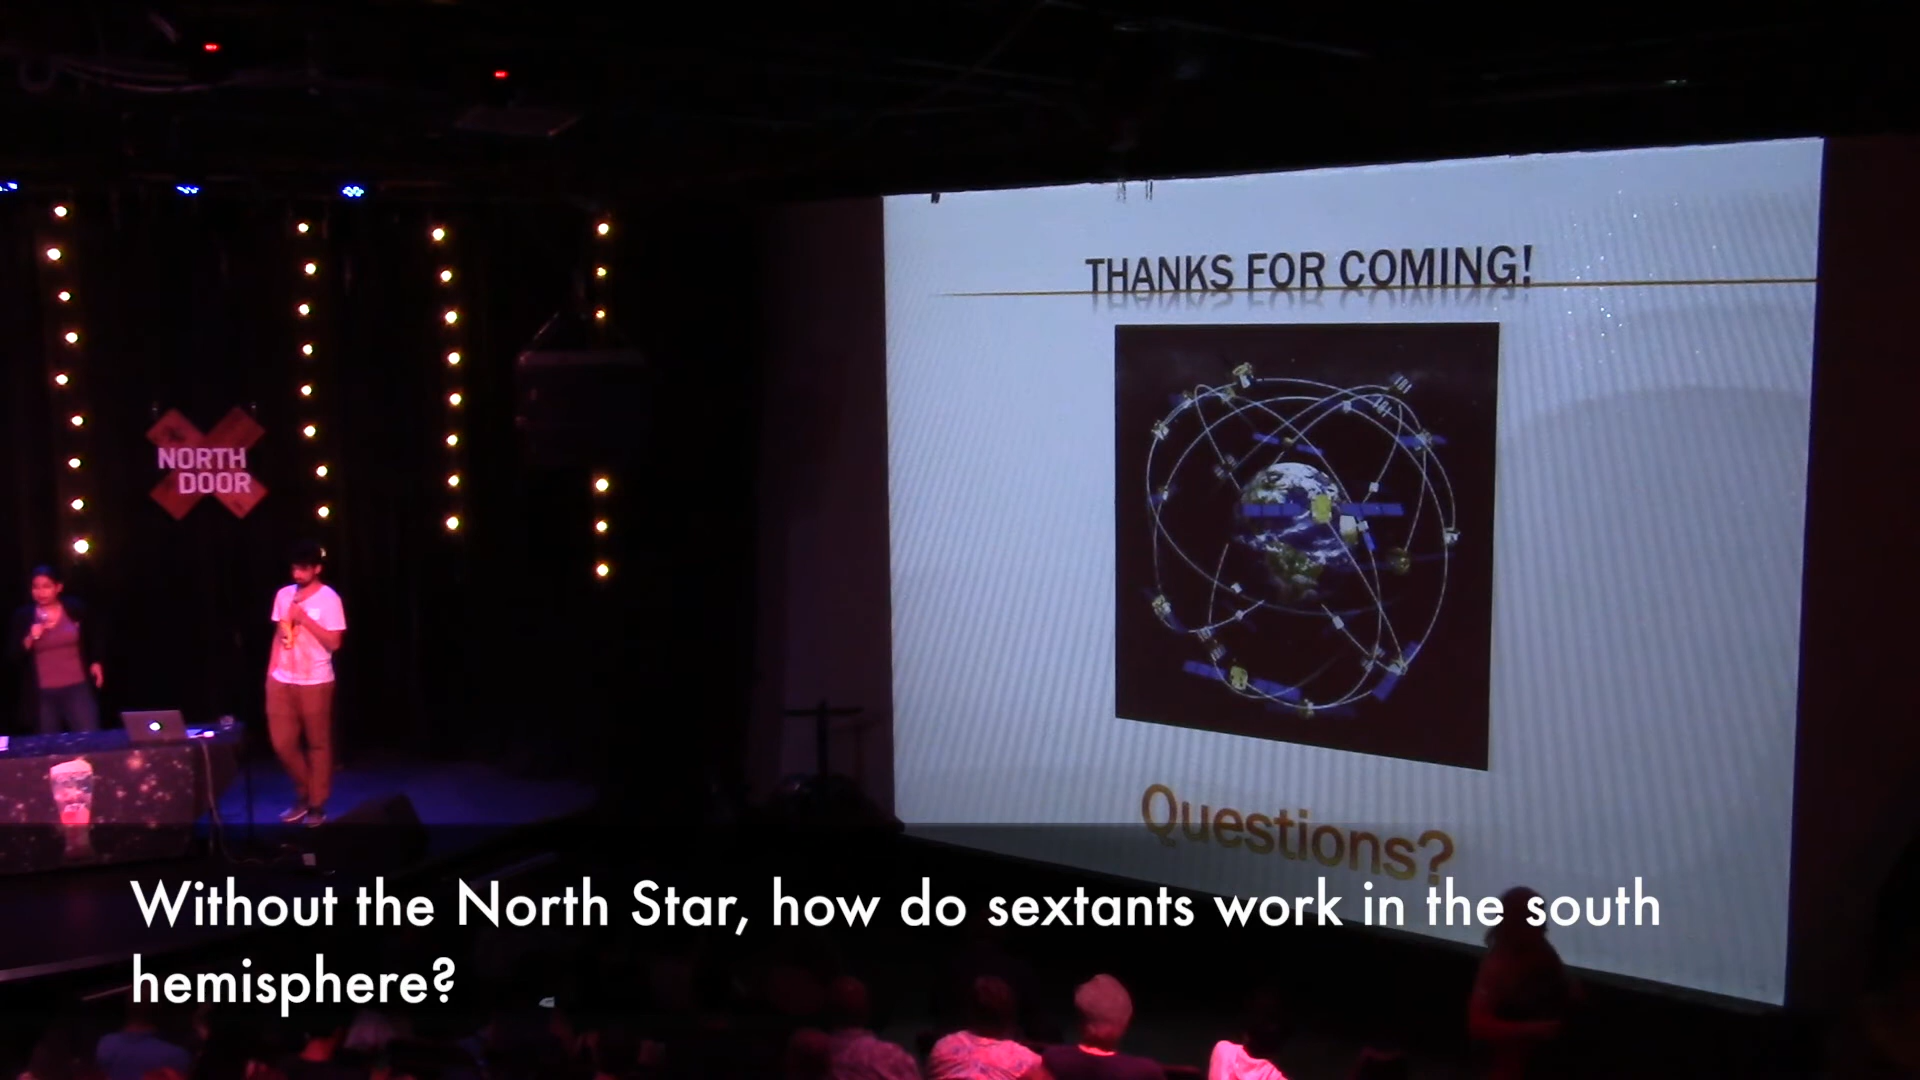 THANKS FOR COMING!
NORTH
DOOR
Questions?
Without the North Star, how do sextants work in the south
hemisphere?